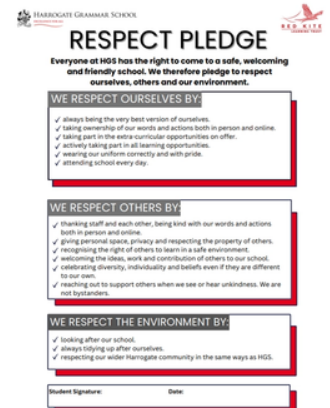 HARROGATE GRAMMAR SCHOOL
RED KITE
LEARNING TRUST
RESPECT PLEDGE
Everyone at HGS has the right to come to a safe, welcoming
and friendly school. We therefore pledge to respect
ourselves, others and our environment.
WE RESPECT OURSELVES BY:
✓ always being the very best version of ourselves.
✓ taking ownership of our words and actions both in person and online.
✓ taking part in the extra-curricular opportunities on offer.
✓ actively taking part in all learning opportunities.
✓ wearing our uniform correctly and with pride.
✓ attending school every day.
WE RESPECT OTHERS BY:
✓ thanking staff and each other, being kind with our words and actions
both in person and online.
✓ giving personal space, privacy and respecting the property of others.
✓ recognising the right of others to learn in a safe environment.
✓ welcoming the ideas, work and contribution of others to our school.
✓ celebrating diversity, individuality and beliefs even if they are different
to our own.
✓ reaching out to support others when we see or hear unkindness. We are
not bystanders.
WE RESPECT THE ENVIRONMENT BY:
✓ looking after our school.
✓ always tidying up after ourselves.
✓ respecting our wider Harrogate community in the same ways as HGS.
Student Signature: Date: